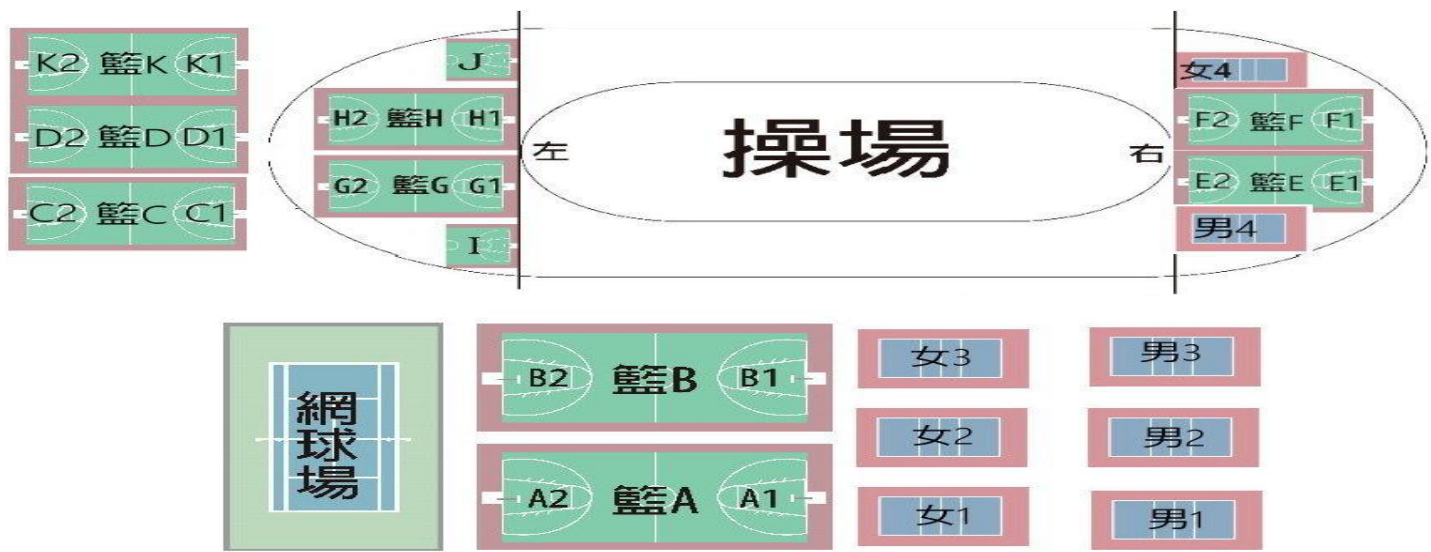 K2 籃K K1
D2 籃D D1
C2 籃C C1
J
H2 籃H H1
G2 籃G G1
I
左 操場 右
女4
F2 籃F F1
E2 籃E E1
男4
網球場
B2 籃B B1
A2 籃A A1
女3 男3
女2 男2
女1 男1